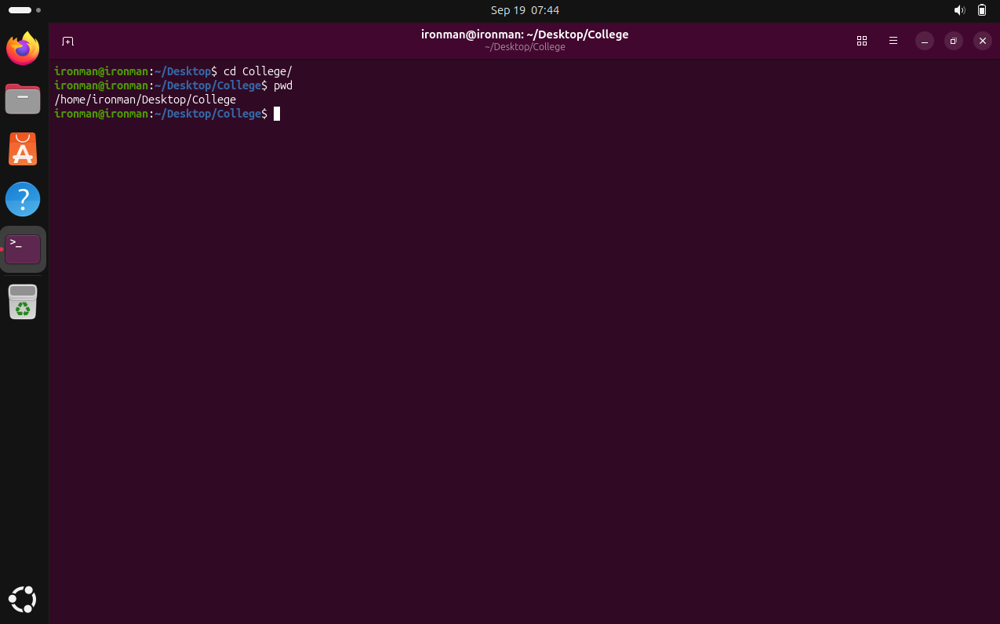 Sep 19 07:44
ironman@ironman: ~/Desktop/College
~/Desktop/College
ironman@ironman:~/Desktop$ cd College/
ironman@ironman:~/Desktop/College$ pwd
/home/ironman/Desktop/College
ironman@ironman:~/Desktop/College$